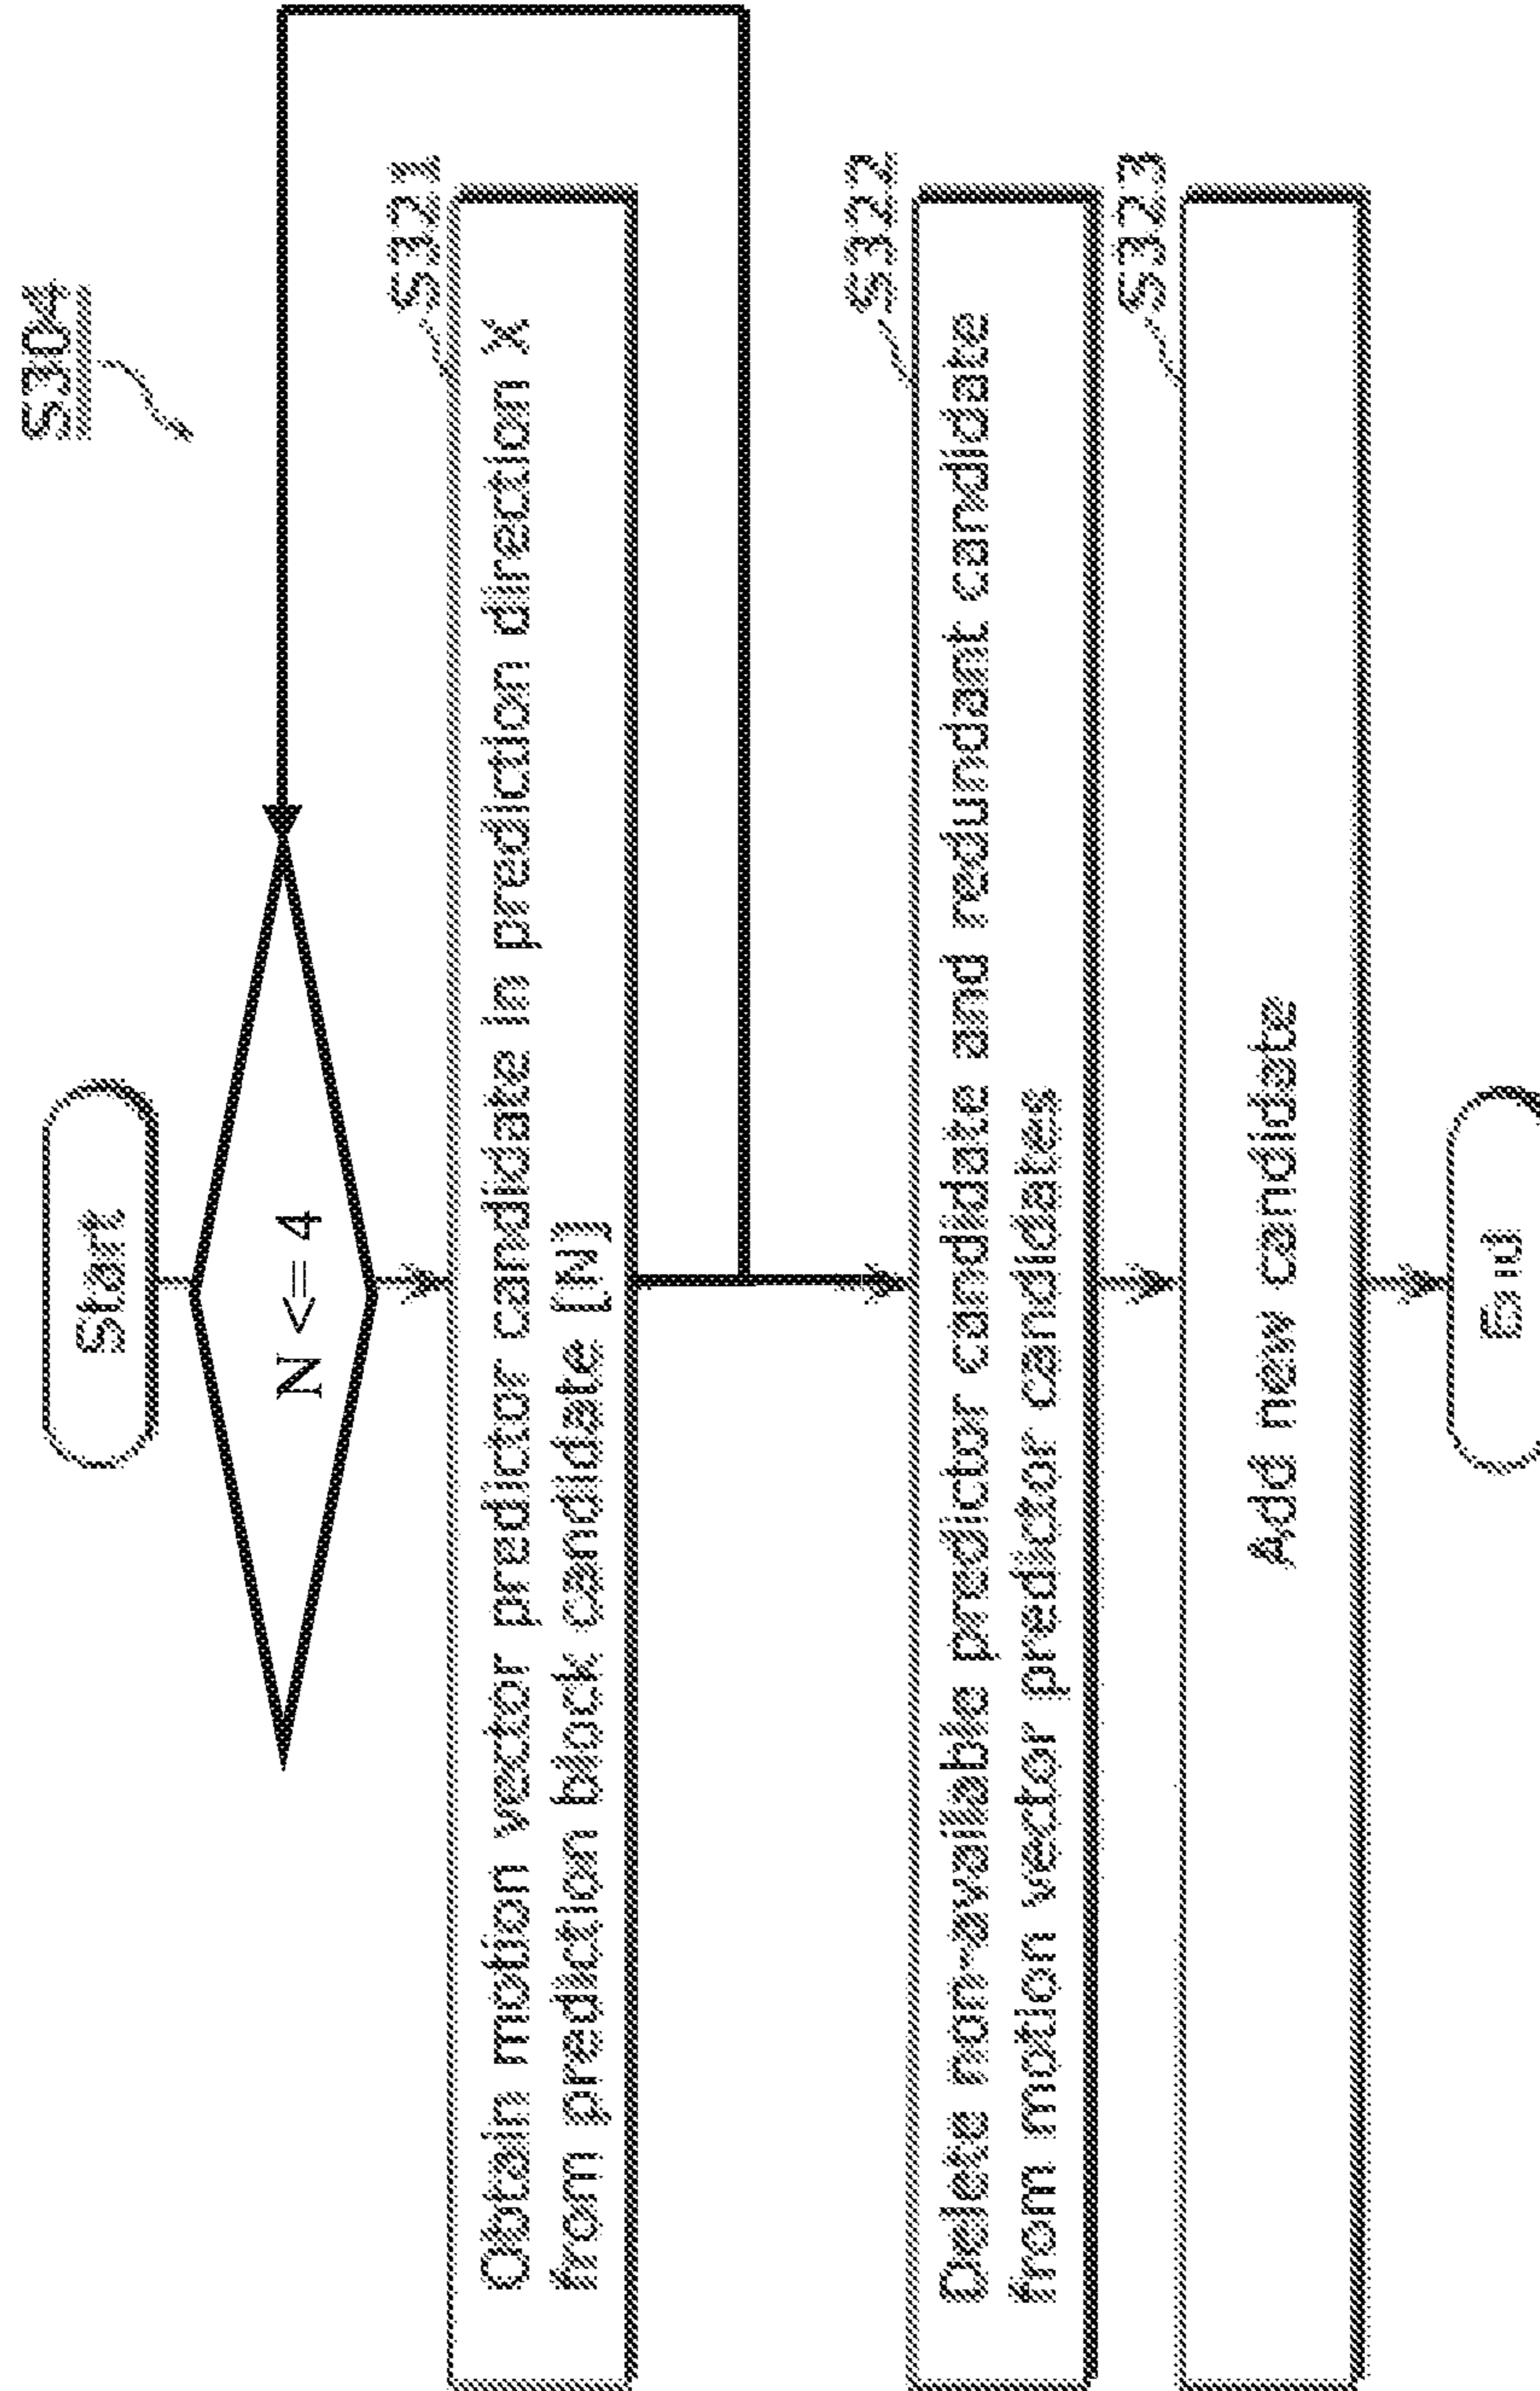 S304
Start
N <= 4
S321
Obtain motion vector predictor candidate in prediction direction X
from prediction block candidate [N]
S322
Delete non-available predictor candidate and redundant candidate
from motion vector predictor candidates
S323
Add new candidate
End